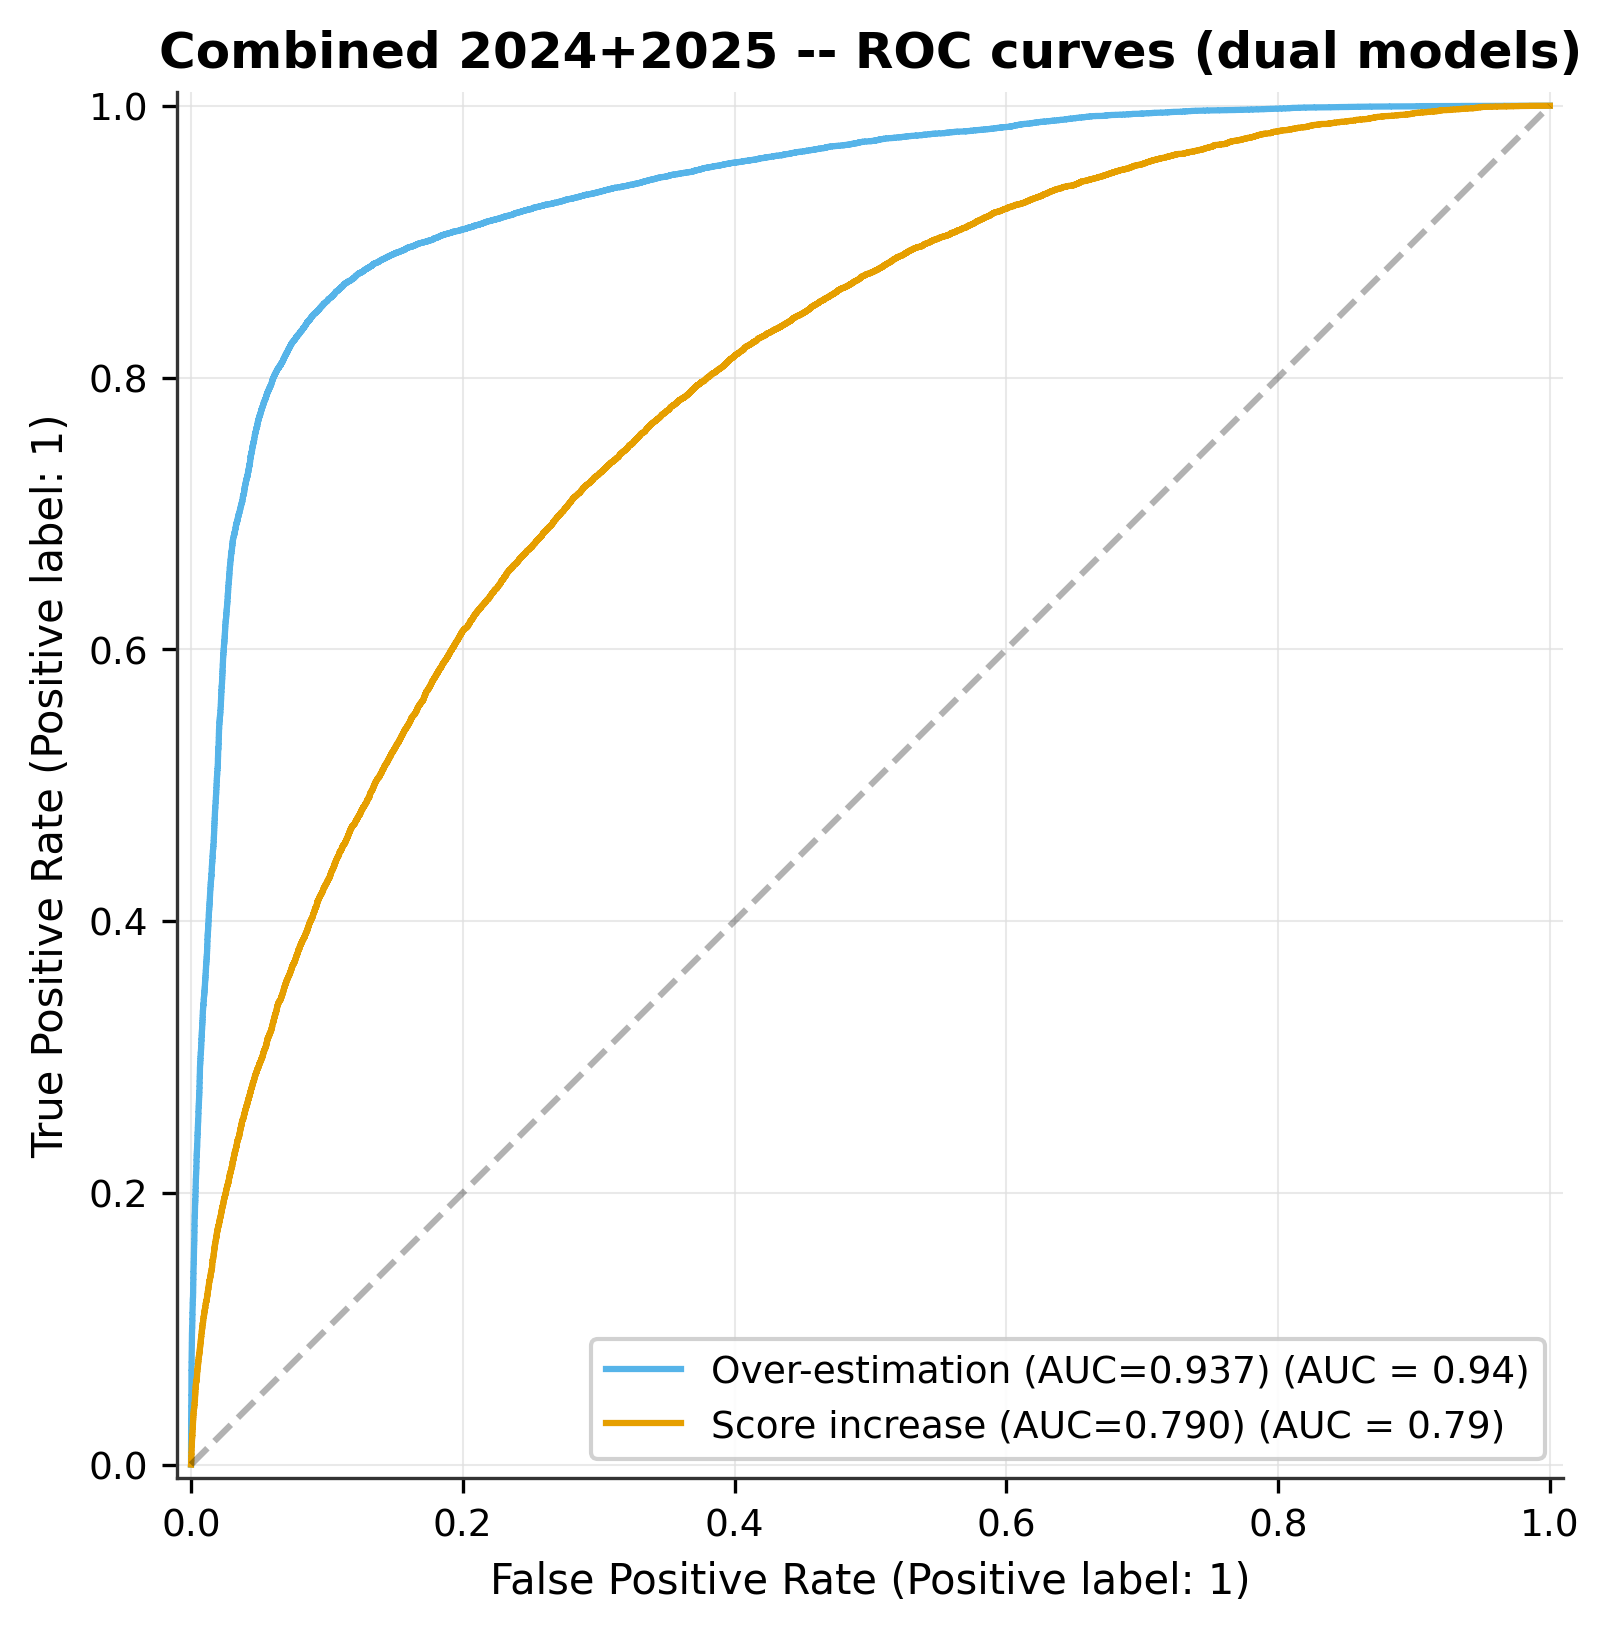 Combined 2024+2025 -- ROC curves (dual models)
True Positive Rate (Positive label: 1)
1.0
0.8
0.6
0.4
0.2
0.0
Over-estimation (AUC=0.937) (AUC = 0.94)
Score increase (AUC=0.790) (AUC = 0.79)
0.0 0.2 0.4 0.6 0.8 1.0
False Positive Rate (Positive label: 1)